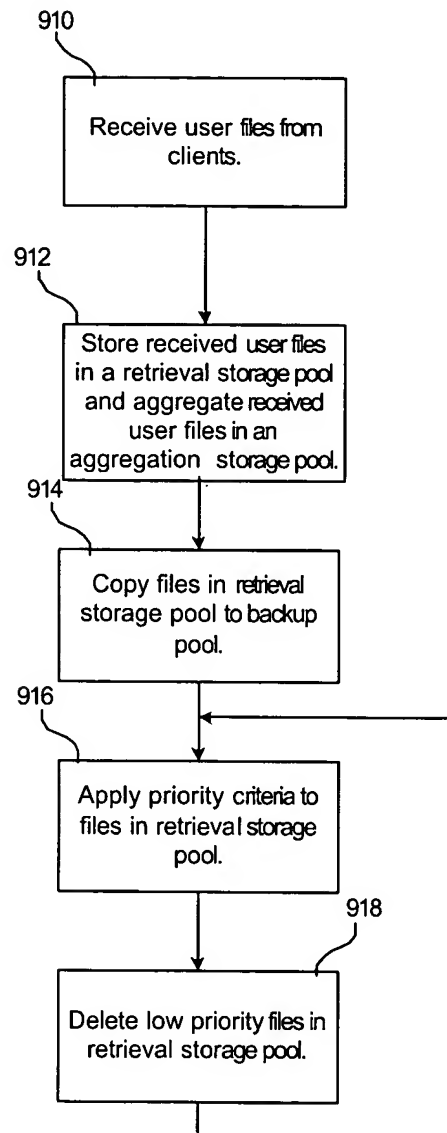 910
Receive user files from
clients.
912
Store received user files
in a retrieval storage pool
and aggregate received
user files in an
aggregation storage pool.
914
Copy files in retrieval
storage pool to backup
pool.
916
Apply priority criteria to
files in retrieval storage
pool.
918
Delete low priority files in
retrieval storage pool.